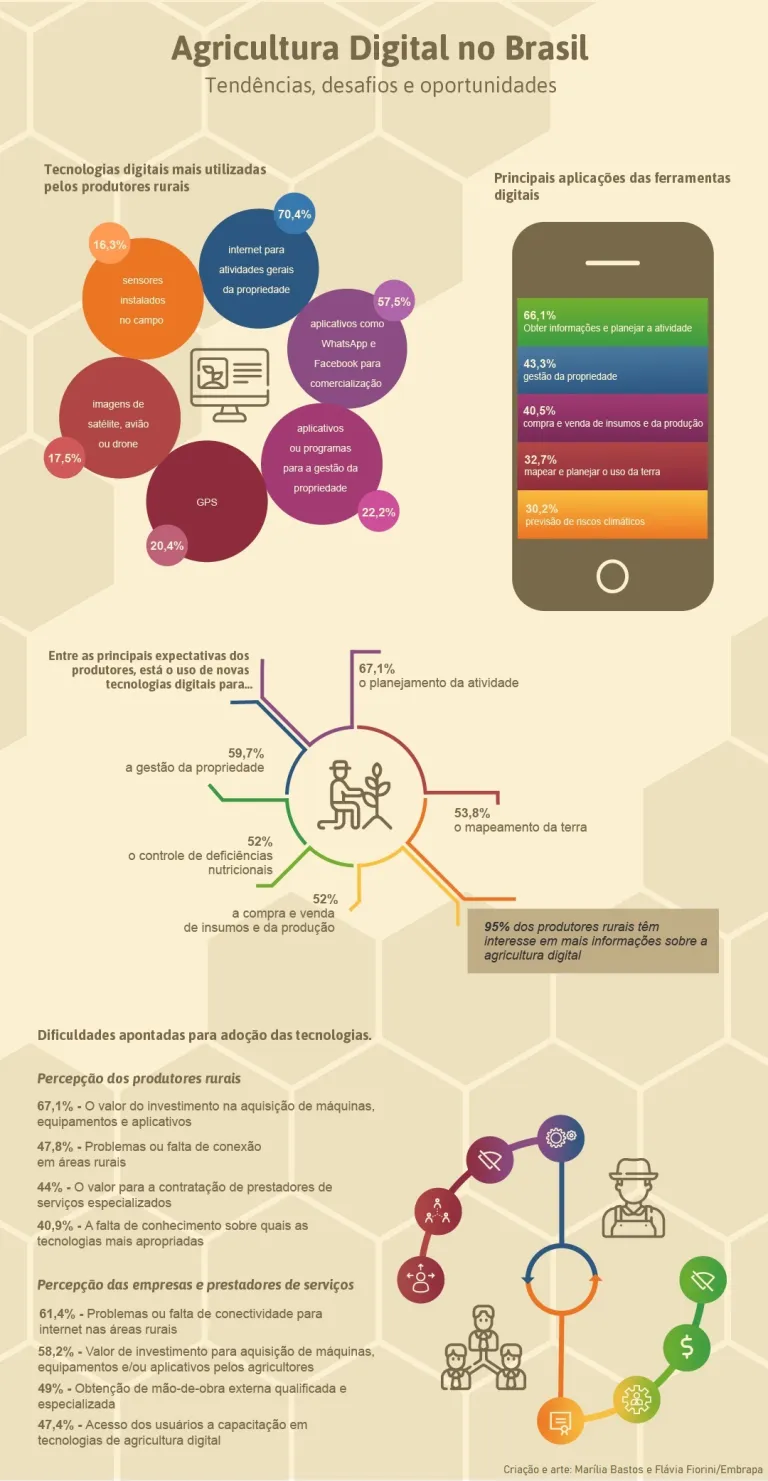 Agricultura Digital no Brasil
Tendências, desafios e oportunidades
Tecnologias digitais mais utilizadas
pelos produtores rurais
70,4%
internet para
atividades gerais
da propriedade
57,5%
aplicativos como
WhatsApp e
Facebook para
comercialização
aplicativos
ou programas
para a gestão da
propriedade
22,2%
GPS
20,4%
imagens de
satélite, avião
ou drone
17,5%
16,3%
sensores
instalados
no campo
Principais aplicações das ferramentas
digitais
66,1%
Obter informações e planejar a atividade
43,3%
gestão da propriedade
40,5%
compra e venda de insumos e da produção
32,7%
mapear e planejar o uso da terra
30,2%
previsão de riscos climáticos
Entre as principais expectativas dos
produtores, está o uso de novas
tecnologias digitais para...
67,1%
o planejamento da atividade
59,7%
a gestão da propriedade
53,8%
o mapeamento da terra
52%
o controle de deficiências
nutricionais
52%
a compra e venda
de insumos e da produção
95% dos produtores rurais têm
interesse em mais informações sobre a
agricultura digital
Dificuldades apontadas para adoção das tecnologias.
Percepção dos produtores rurais
67,1% - O valor do investimento na aquisição de máquinas,
equipamentos e aplicativos
47,8% - Problemas ou falta de conexão
em áreas rurais
44% - O valor para a contratação de prestadores de
serviços especializados
40,9% - A falta de conhecimento sobre quais as
tecnologias mais apropriadas
Percepção das empresas e prestadores de serviços
61,4% - Problemas ou falta de conectividade para
internet nas áreas rurais
58,2% - Valor de investimento para aquisição de máquinas,
equipamentos e/ou aplicativos pelos agricultores
49% - Obtenção de mão-de-obra externa qualificada e
especializada
47,4% - Acesso dos usuários a capacitação em
tecnologias de agricultura digital
$
Criação e arte: Marília Bastos e Flávia Fiorini/Embrapa